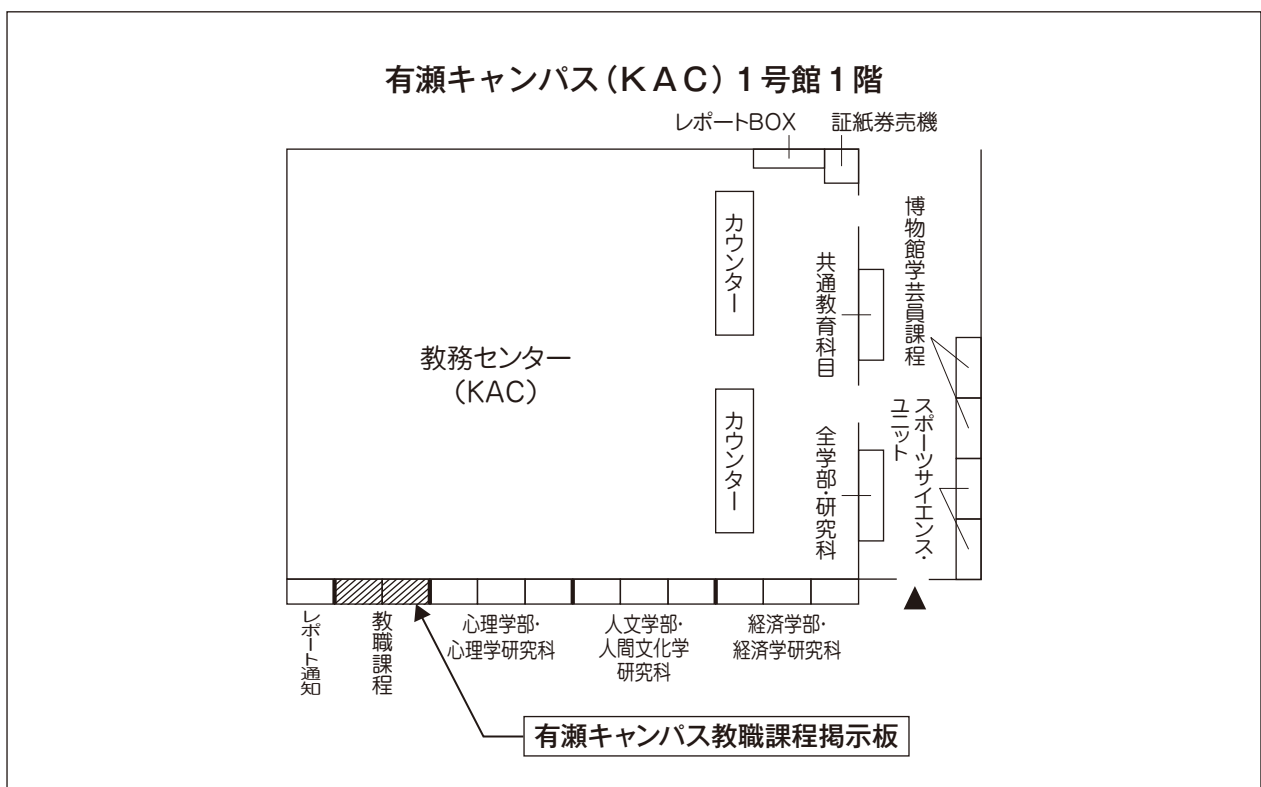 有瀬キャンパス(KAC)1号館1階
レポートBOX
証紙券売機
カウンター
共通教育科目
博物館学芸員課程
教務センター
(KAC)
カウンター
全学部・研究科
スポーツサイエンス・
ユニット
レポート通知
教職課程
心理学部・
心理学研究科
人文学部・
人間文化学
研究科
経済学部・
経済学研究科
有瀬キャンパス教職課程掲示板